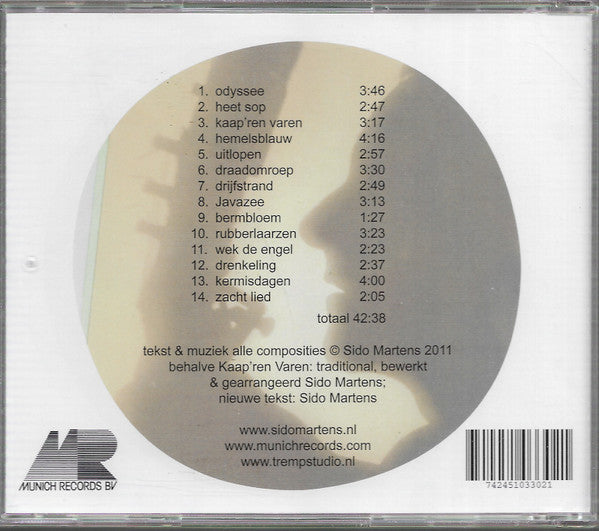 1. odyssee 3:46
2. heet sop 2:47
3. kaap'ren varen 3:17
4. hemelsblauw 4:16
5. uitlopen 2:57
6. draadomroep 3:30
7. drijfstrand 2:49
8. Javazee 3:13
9. bermbloem 1:27
10. rubberlaarzen 3:23
11. wek de engel 2:23
12. drenkeling 2:37
13. kermisdagen 4:00
14. zacht lied 2:05
totaal 42:38
tekst & muziek alle composities © Sido Martens 2011
behalve Kaap'ren Varen: traditional, bewerkt
& gearrangeerd Sido Martens;
nieuwe tekst: Sido Martens
www.sidomartens.nl
www.munichrecords.com
www.trempstudio.nl
MR
MUNICH RECORDS BV
742451033021